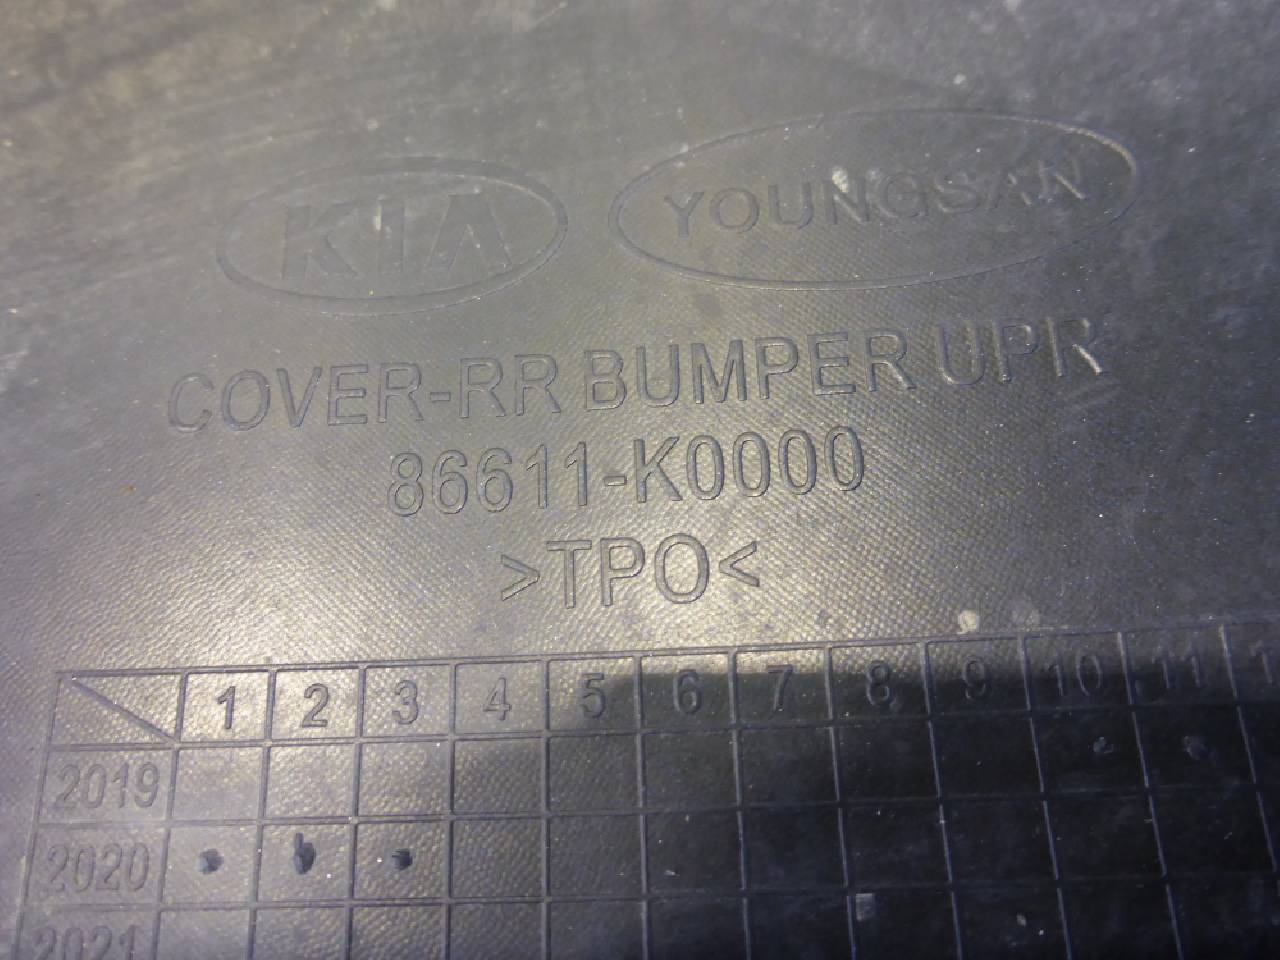 KIA YOUNGSAN
COVER-RR BUMPER UPR
86611-K0000
>TPO<
1 2 3 4 5 6 7 8 9 10 11
2019
2020
2021